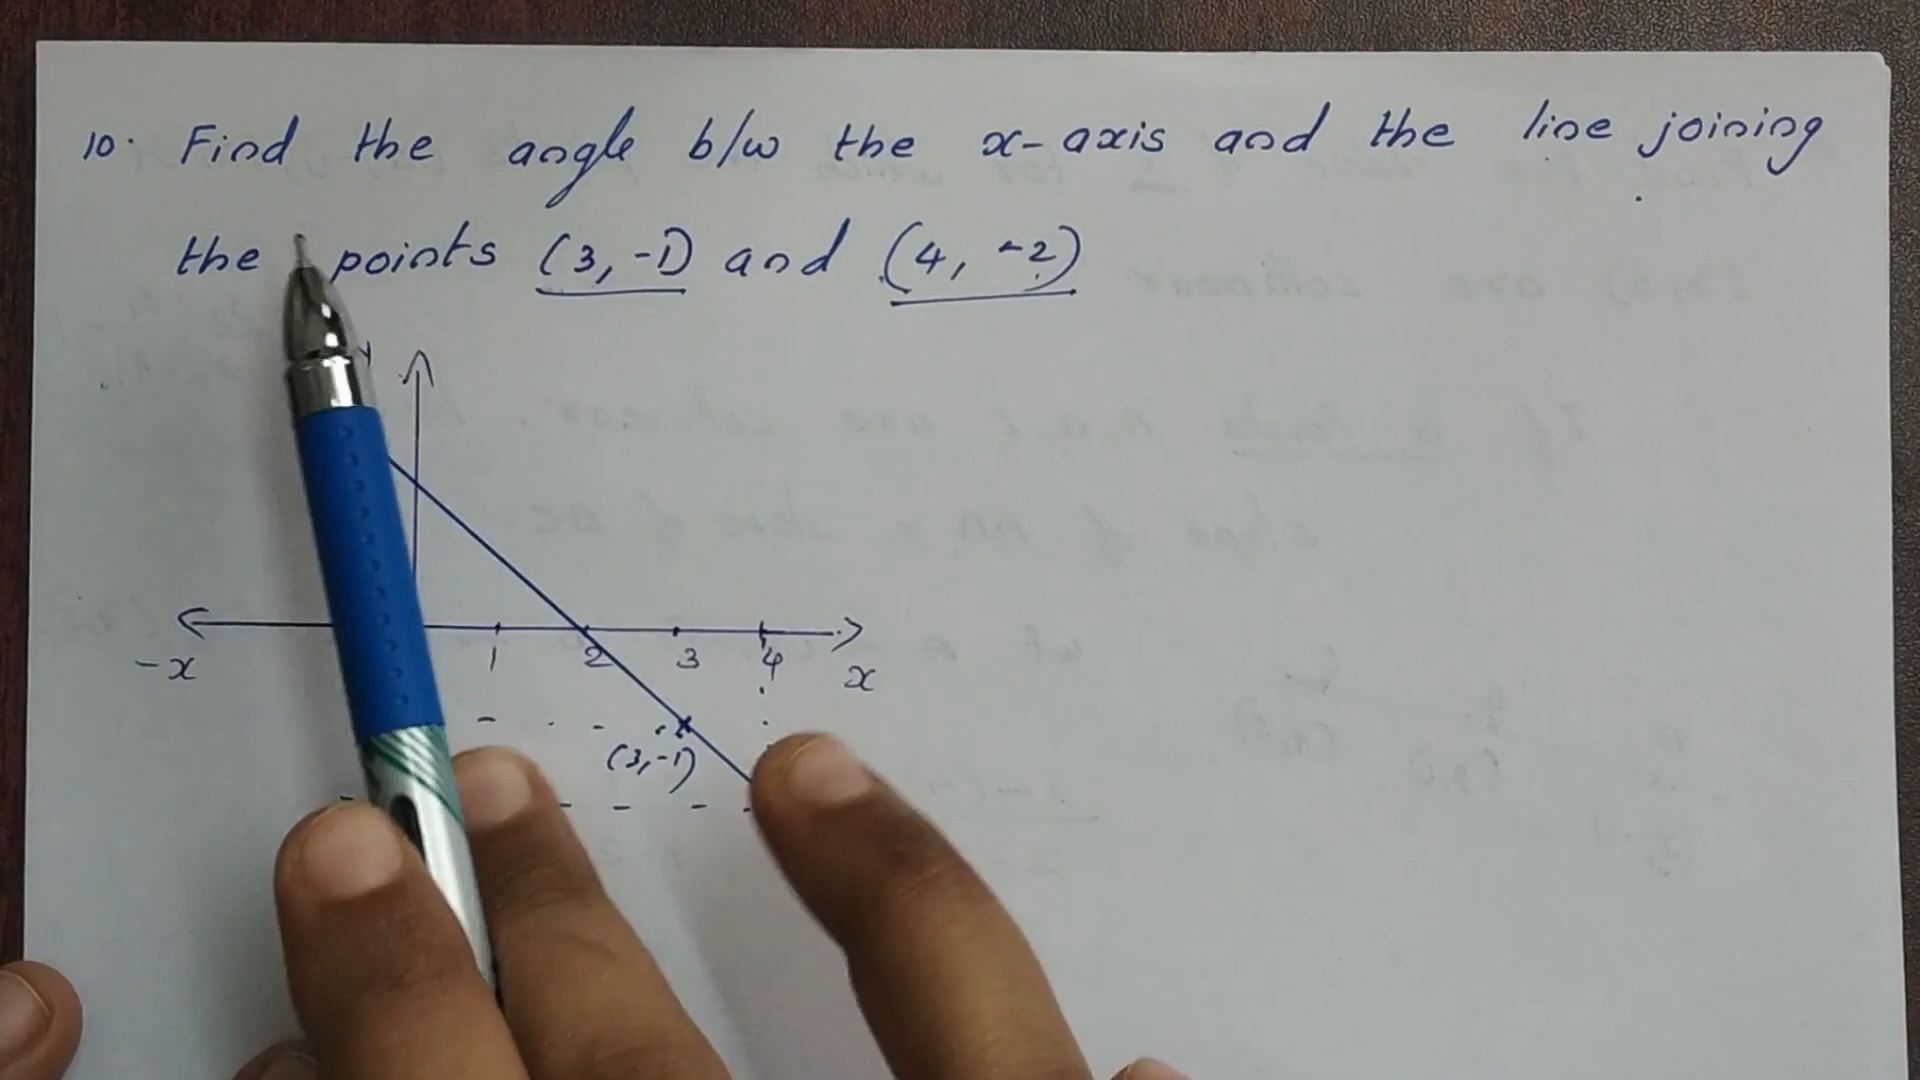 10. Find the angle b/w the x-axis and the line joining
the points (3, -1) and (4, -2)
1 2 3 4
-x x
(3, -1)